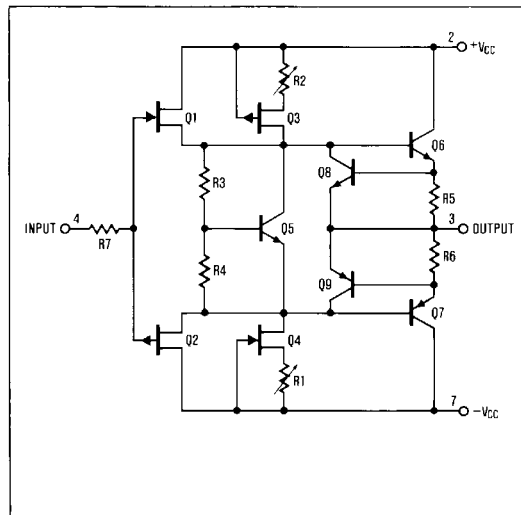 2
+VCC
R2
Q1
Q3
Q6
Q8
R3
R5
INPUT
4
R7
Q5
3
OUTPUT
R4
R6
Q9
Q2
Q4
Q7
R1
7
-VCC